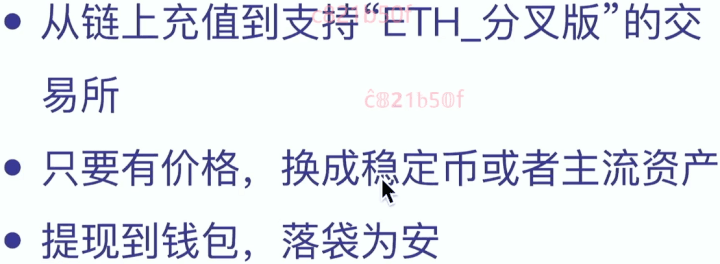 • 从链上充值到支持“ETH_分叉版”的交
易所
• 只要有价格，换成稳定币或者主流资产
• 提现到钱包，落袋为安
c821b50f
c821b50f